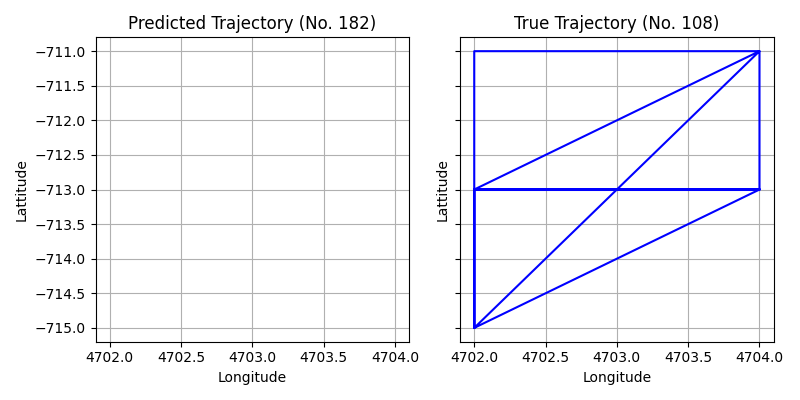 Predicted Trajectory (No. 182)
−711.0
−711.5
−712.0
−712.5
−713.0
−713.5
−714.0
−714.5
−715.0
Lattitude
4702.0 4702.5 4703.0 4703.5 4704.0
Longitude
True Trajectory (No. 108)
Lattitude
4702.0 4702.5 4703.0 4703.5 4704.0
Longitude